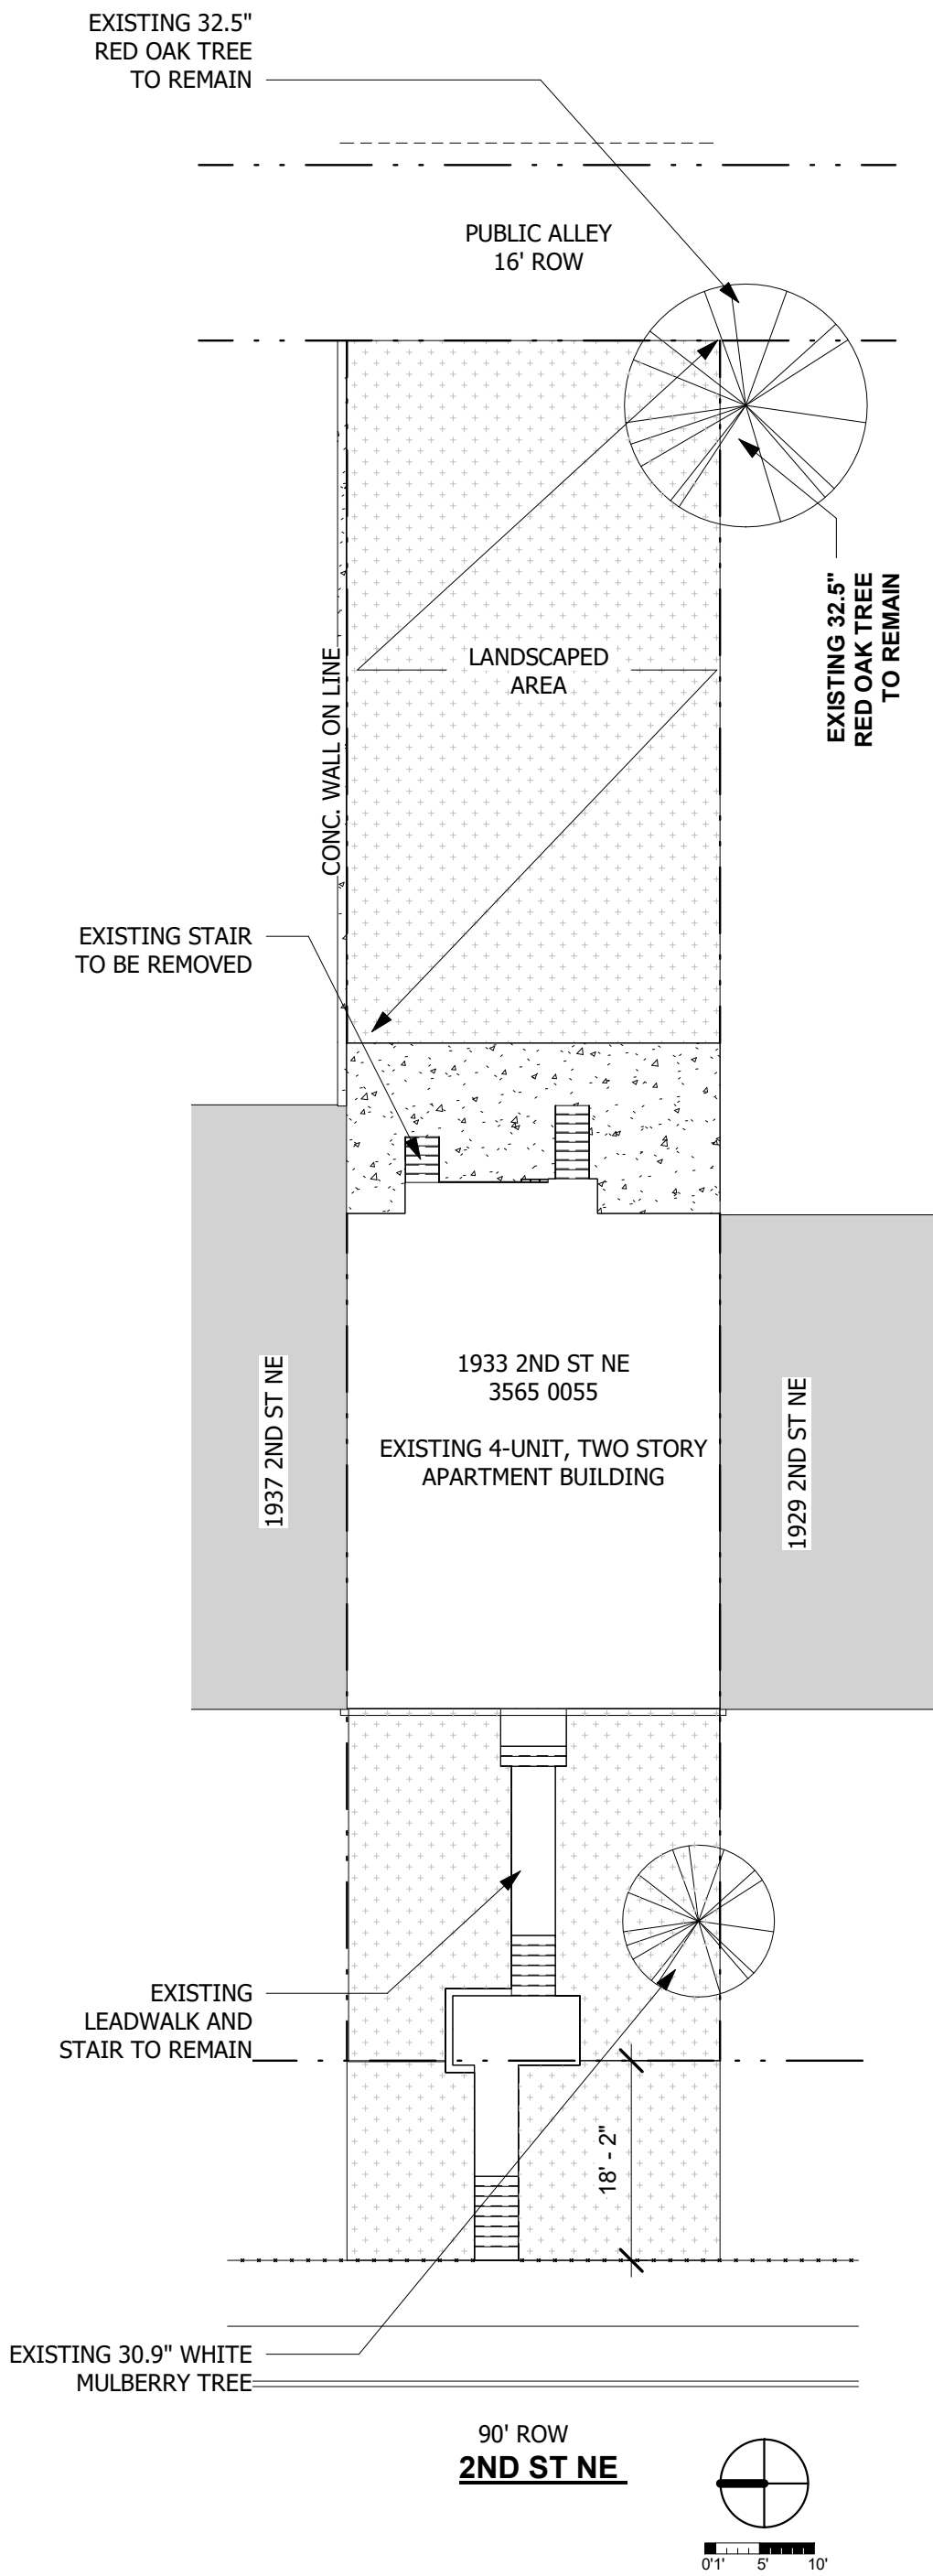 EXISTING 32.5"
RED OAK TREE
TO REMAIN
PUBLIC ALLEY
16' ROW
EXISTING 32.5"
RED OAK TREE
TO REMAIN
LANDSCAPED
AREA
CONC. WALL ON LINE
EXISTING STAIR
TO BE REMOVED
1937 2ND ST NE
1933 2ND ST NE
3565 0055
EXISTING 4-UNIT, TWO STORY
APARTMENT BUILDING
1929 2ND ST NE
EXISTING
LEADWALK AND
STAIR TO REMAIN
18' - 2"
EXISTING 30.9" WHITE
MULBERRY TREE
90' ROW
2ND ST NE
0'1' 5' 10'